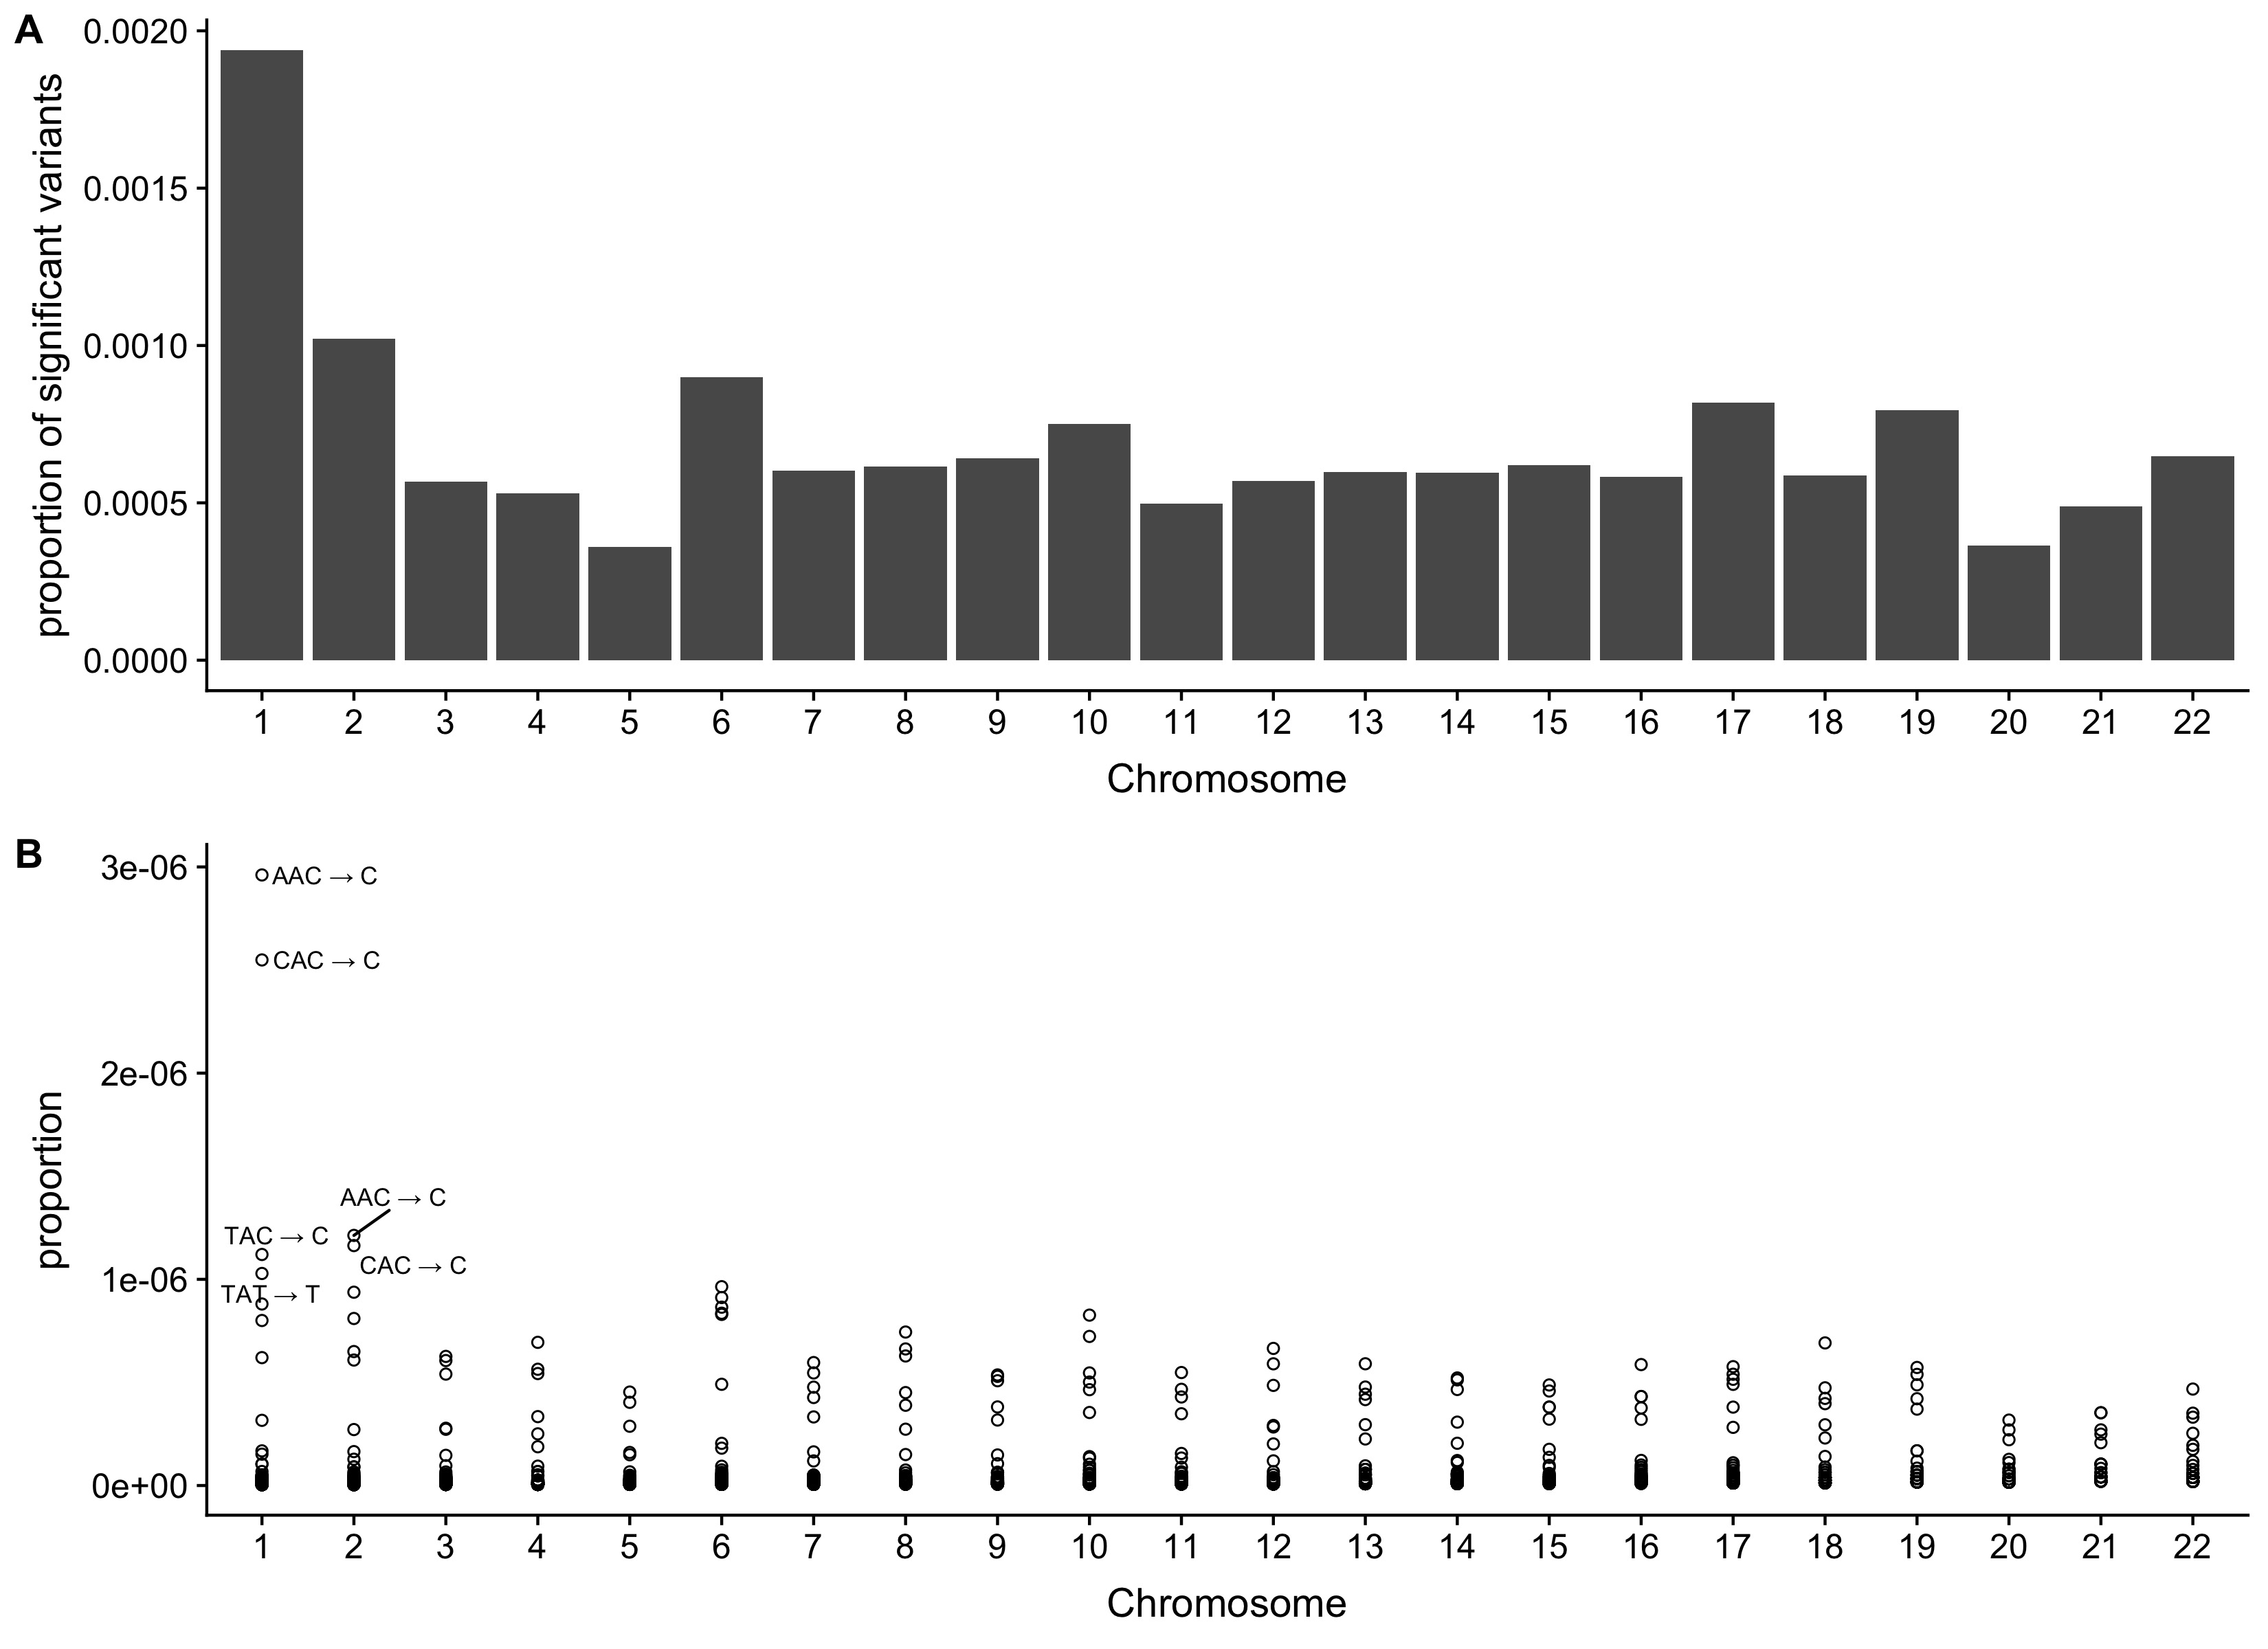 A
0.0020
0.0015
0.0010
0.0005
0.0000
proportion of significant variants
1 2 3 4 5 6 7 8 9 10 11 12 13 14 15 16 17 18 19 20 21 22
Chromosome
B
3e-06
2e-06
1e-06
0e+00
proportion
AAC → C
CAC → C
AAC → C
TAC → C
CAC → C
TAT → T
1 2 3 4 5 6 7 8 9 10 11 12 13 14 15 16 17 18 19 20 21 22
Chromosome